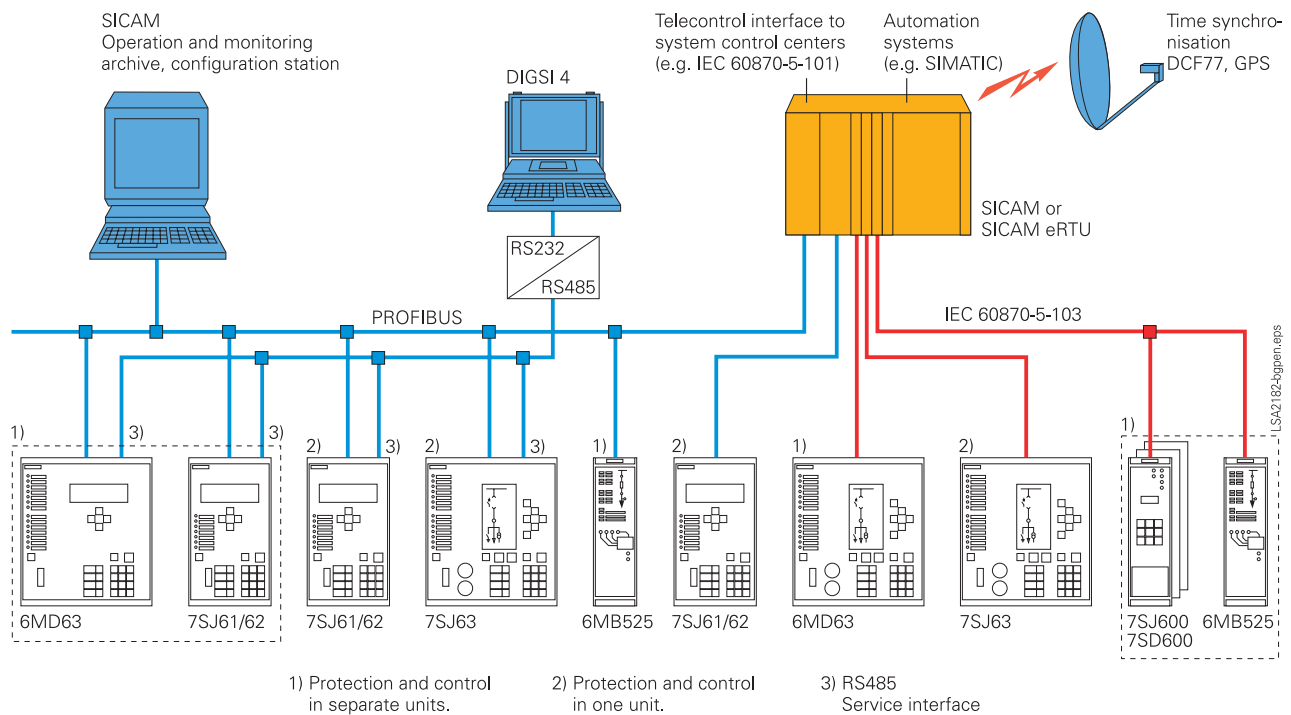 SICAM
Operation and monitoring
archive, configuration station
DIGSI 4
Telecontrol interface to
system control centers
(e.g. IEC 60870-5-101)
Automation
systems
(e.g. SIMATIC)
Time synchro-
nisation
DCF77, GPS
SICAM or
SICAM eRTU
RS232
RS485
PROFIBUS
IEC 60870-5-103
LSA2182-bgpen.eps
1)
3)
3)
2)
3)
2)
3)
1)
2)
1)
2)
1)
6MD63
7SJ61/62
7SJ61/62
7SJ63
6MB525
7SJ61/62
6MD63
7SJ63
7SJ600
7SD600
6MB525
1) Protection and control
in separate units.
2) Protection and control
in one unit.
3) RS485
Service interface